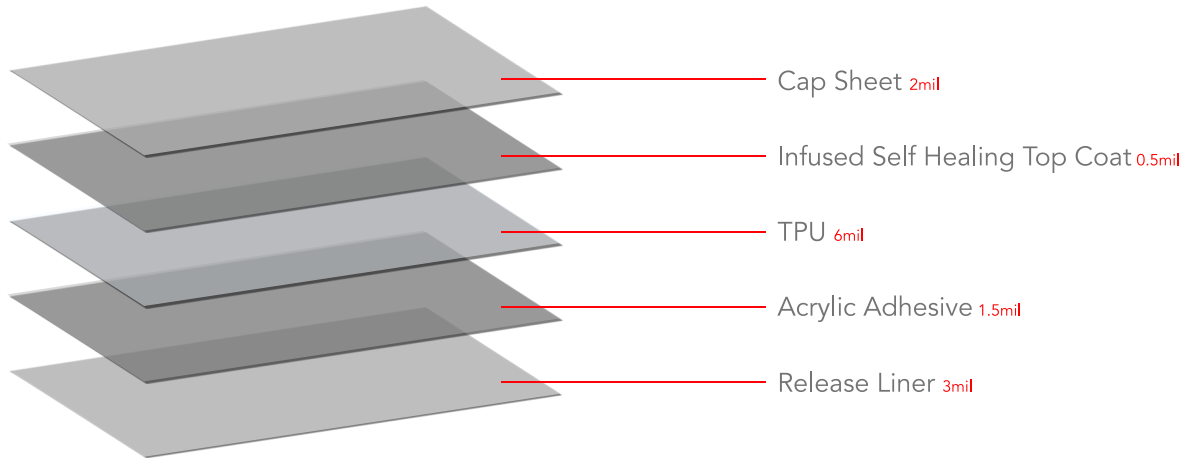 Cap Sheet 2mil
Infused Self Healing Top Coat 0.5mil
TPU 6mil
Acrylic Adhesive 1.5mil
Release Liner 3mil